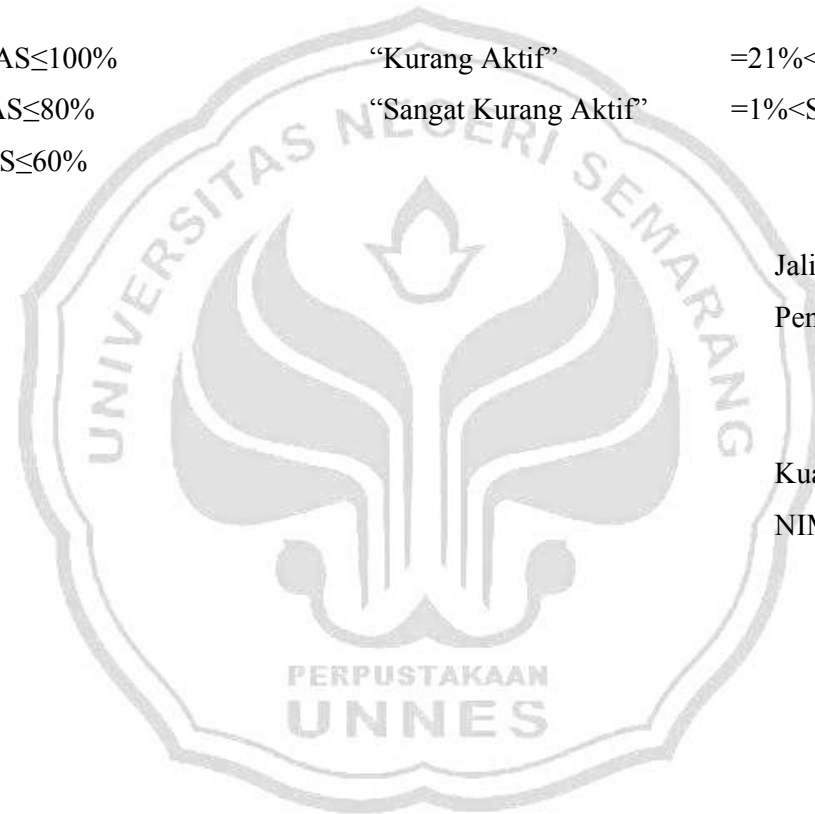 AS≤100% “Kurang Aktif” =21%<
AS≤80% “Sangat Kurang Aktif” =1%<S
S≤60%
UNIVERSITAS NEGERI SEMARANG
Jali
Pen
Kua
NIM
PERPUSTAKAAN
UNNES